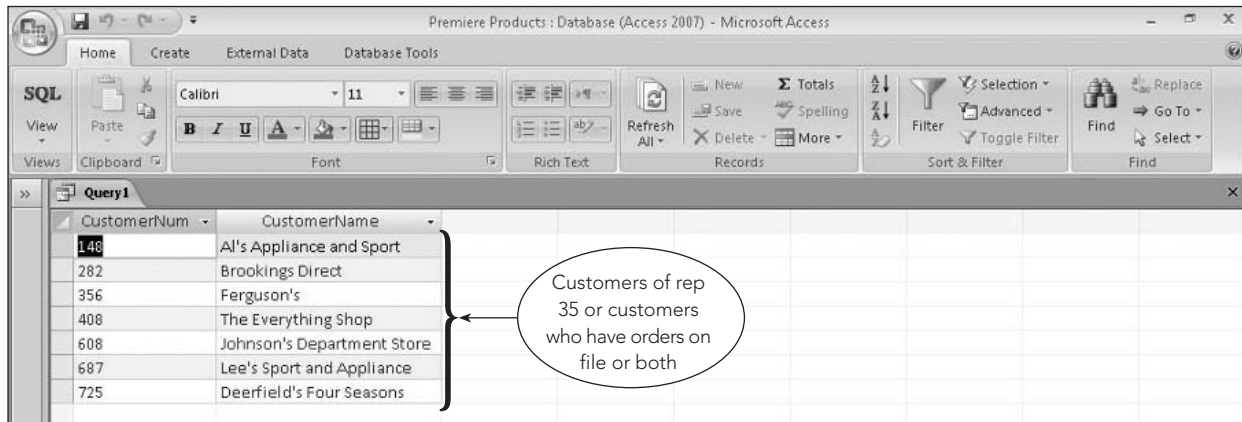 Premiere Products : Database (Access 2007) - Microsoft Access
Home Create External Data Database Tools
SQL
View
Views
Paste
Clipboard
Calibri 11
B I U A
Font
Rich Text
Refresh
All
New
Save
Delete
Σ Totals
Spelling
More
Records
Filter
Selection
Advanced
Toggle Filter
Sort & Filter
Find
Replace
Go To
Select
Find
Query1
CustomerNum CustomerName
148 Al's Appliance and Sport
282 Brookings Direct
356 Ferguson's
408 The Everything Shop
608 Johnson's Department Store
687 Lee's Sport and Appliance
725 Deerfield's Four Seasons
Customers of rep
35 or customers
who have orders on
file or both